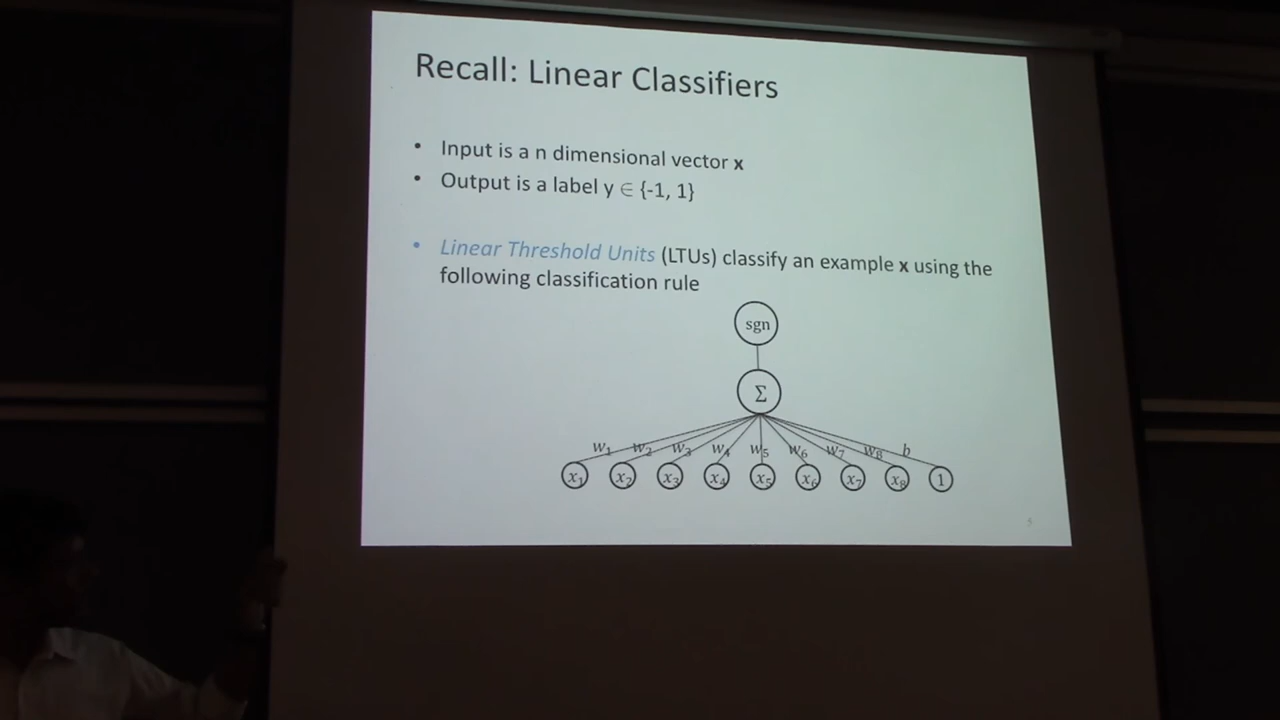 Recall: Linear Classifiers
• Input is a n dimensional vector x
• Output is a label y ∈ {-1, 1}
• Linear Threshold Units (LTUs) classify an example x using the
following classification rule
sgn
Σ
w₁ w₂ w₃ w₄ w₅ w₆ w₇ w₈ b
x₁ x₂ x₃ x₄ x₅ x₆ x₇ x₈ 1
5